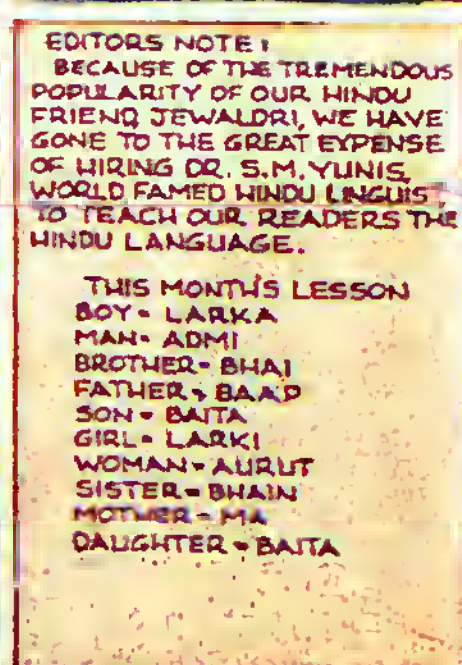 EDITORS NOTE:
BECAUSE OF THE TREMENDOUS
POPULARITY OF OUR HINDU
FRIEND JEWALDRI, WE HAVE
GONE TO THE GREAT EXPENSE
OF HIRING DR. S.M. YUNIS,
WORLD FAMED HINDU LINGUIST,
TO TEACH OUR READERS THE
HINDU LANGUAGE.
THIS MONTH'S LESSON
BOY = LARKA
MAN = ADMI
BROTHER = BHAI
FATHER = BAAP
SON = BAITA
GIRL = LARKI
WOMAN = AURUT
SISTER = BHAIN
MOTHER = MA
DAUGHTER = BAITA